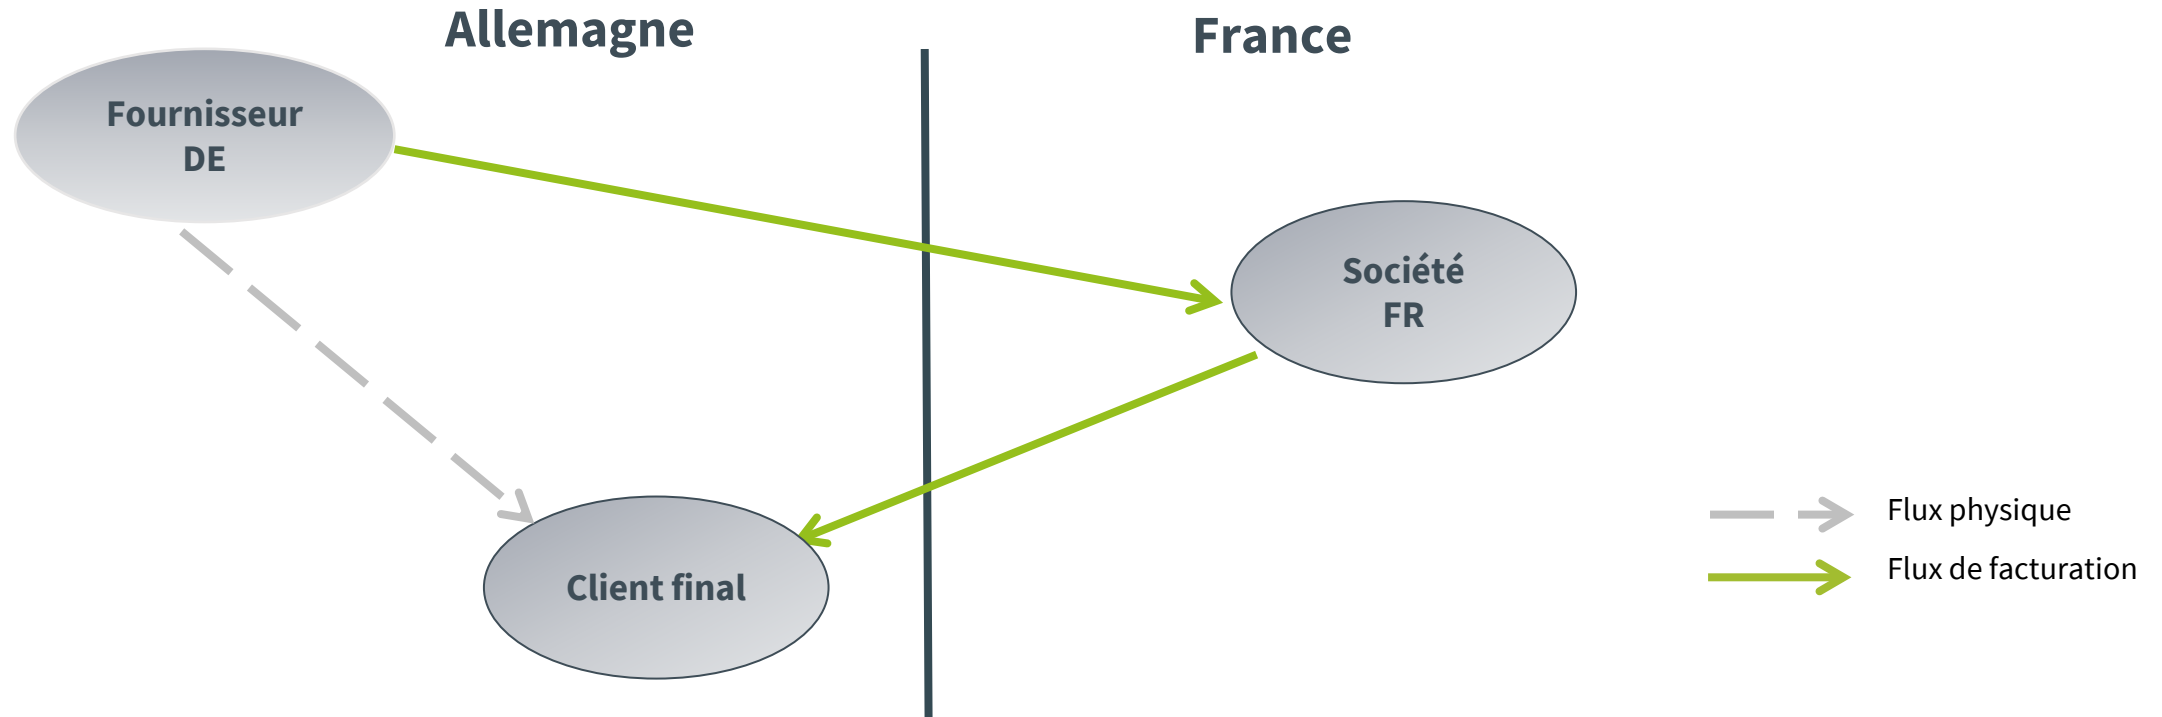 Allemagne
France
Fournisseur
DE
Société
FR
Client final
Flux physique
Flux de facturation